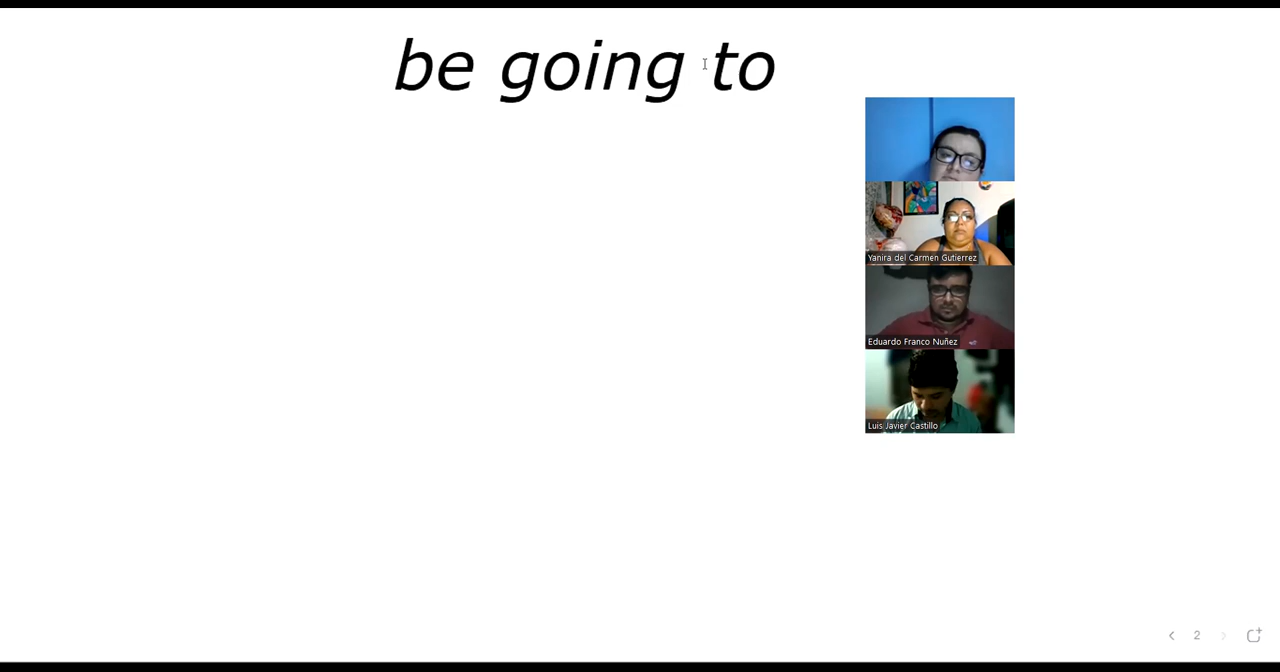 be going to
Yanira del Carmen Gutierrez
Eduardo Franco Nuñez
Luis Javier Castillo
2